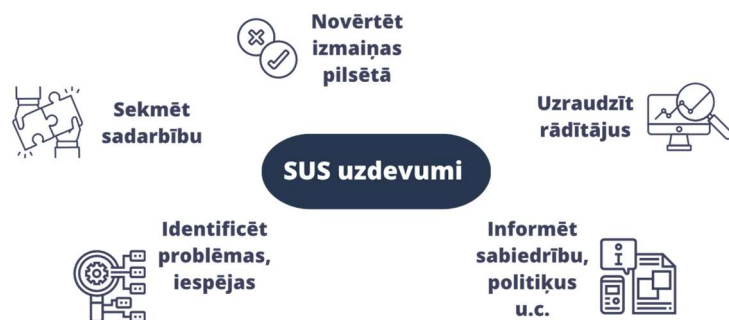 Novērtēt
izmaiņas
pilsētā
Sekmēt
sadarbību
Uzraudzīt
rādītājus
SUS uzdevumi
Identificēt
problēmas,
iespējas
Informēt
sabiedrību,
politiķus
u.c.